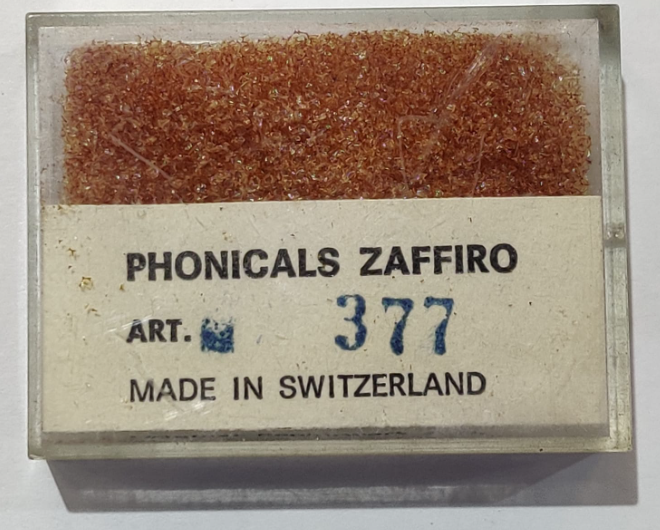 PHONICALS ZAFFIRO
ART. 377
MADE IN SWITZERLAND